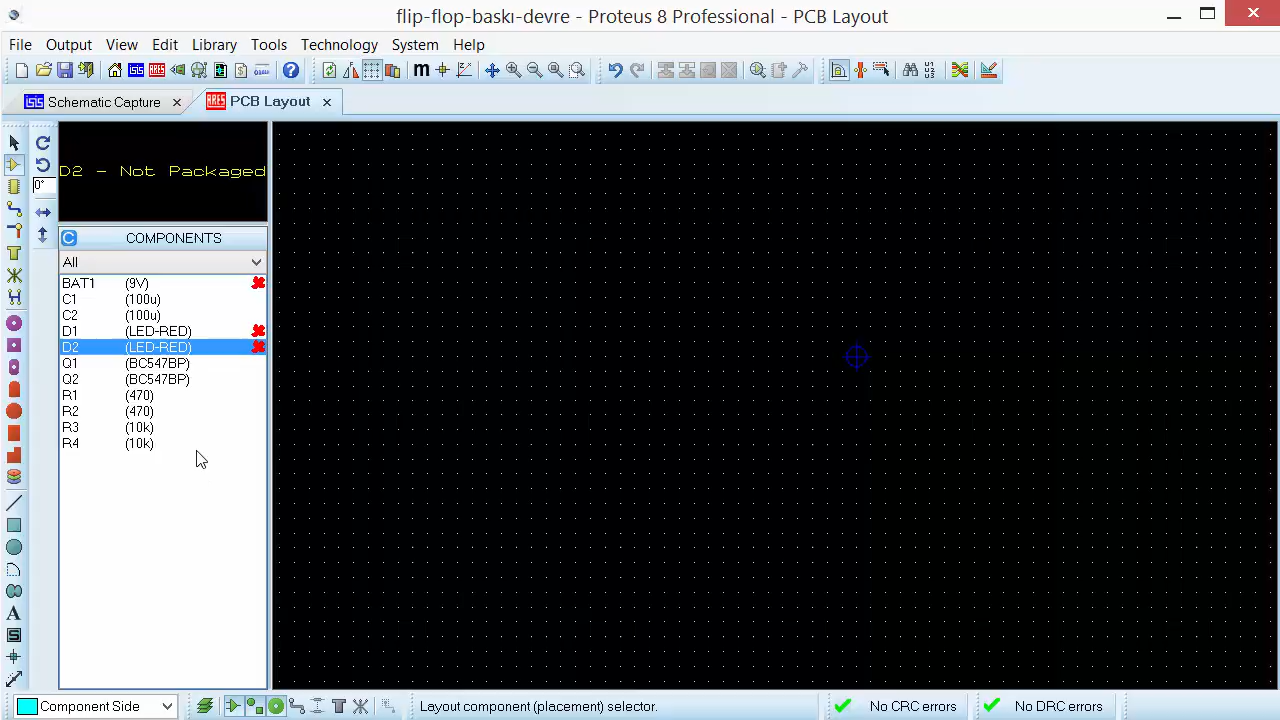 flip-flop-baskı-devre - Proteus 8 Professional - PCB Layout
File Output View Edit Library Tools Technology System Help
Schematic Capture PCB Layout
D2 - Not Packaged
0°
COMPONENTS
All
BAT1 (9V)
C1 (100u)
C2 (100u)
D1 (LED-RED)
D2 (LED-RED)
Q1 (BC547BP)
Q2 (BC547BP)
R1 (470)
R2 (470)
R3 (10k)
R4 (10k)
Component Side Layout component (placement) selector. No CRC errors No DRC errors